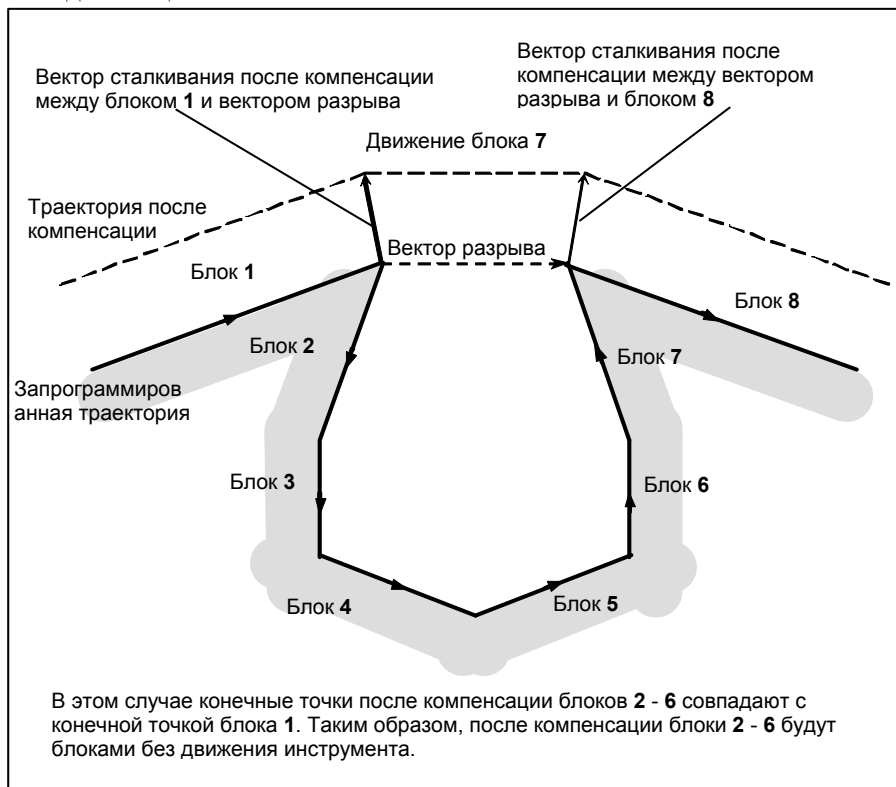 Вектор сталкивания после компенсации
между блоком 1 и вектором разрыва
Вектор сталкивания после
компенсации между вектором
разрыва и блоком 8
Движение блока 7
Траектория после
компенсации
Вектор разрыва
Блок 1
Блок 8
Блок 2
Блок 7
Запрограммиров
анная траектория
Блок 3
Блок 6
Блок 4
Блок 5
В этом случае конечные точки после компенсации блоков 2 - 6 совпадают с
конечной точкой блока 1. Таким образом, после компенсации блоки 2 - 6 будут
блоками без движения инструмента.